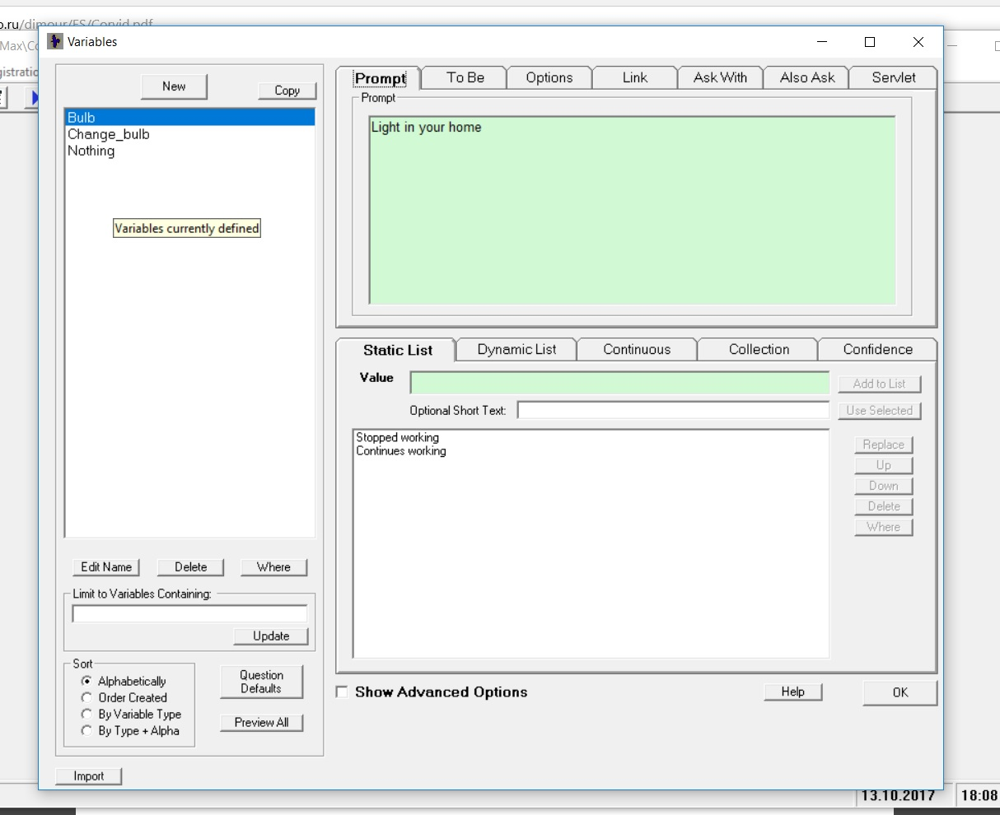 o.ru/dimour/ES/Corvid.pdf
Variables
Max\Co
gistratio
New
Copy
Bulb
Change_bulb
Nothing
Variables currently defined
Edit Name
Delete
Where
Limit to Variables Containing:
Update
Sort
Alphabetically
Order Created
By Variable Type
By Type + Alpha
Question
Defaults
Preview All
Import
Prompt
To Be
Options
Link
Ask With
Also Ask
Servlet
Prompt
Light in your home
Static List
Dynamic List
Continuous
Collection
Confidence
Value
Add to List
Optional Short Text:
Use Selected
Stopped working
Continues working
Replace
Up
Down
Delete
Where
Show Advanced Options
Help
OK
13.10.2017
18:08